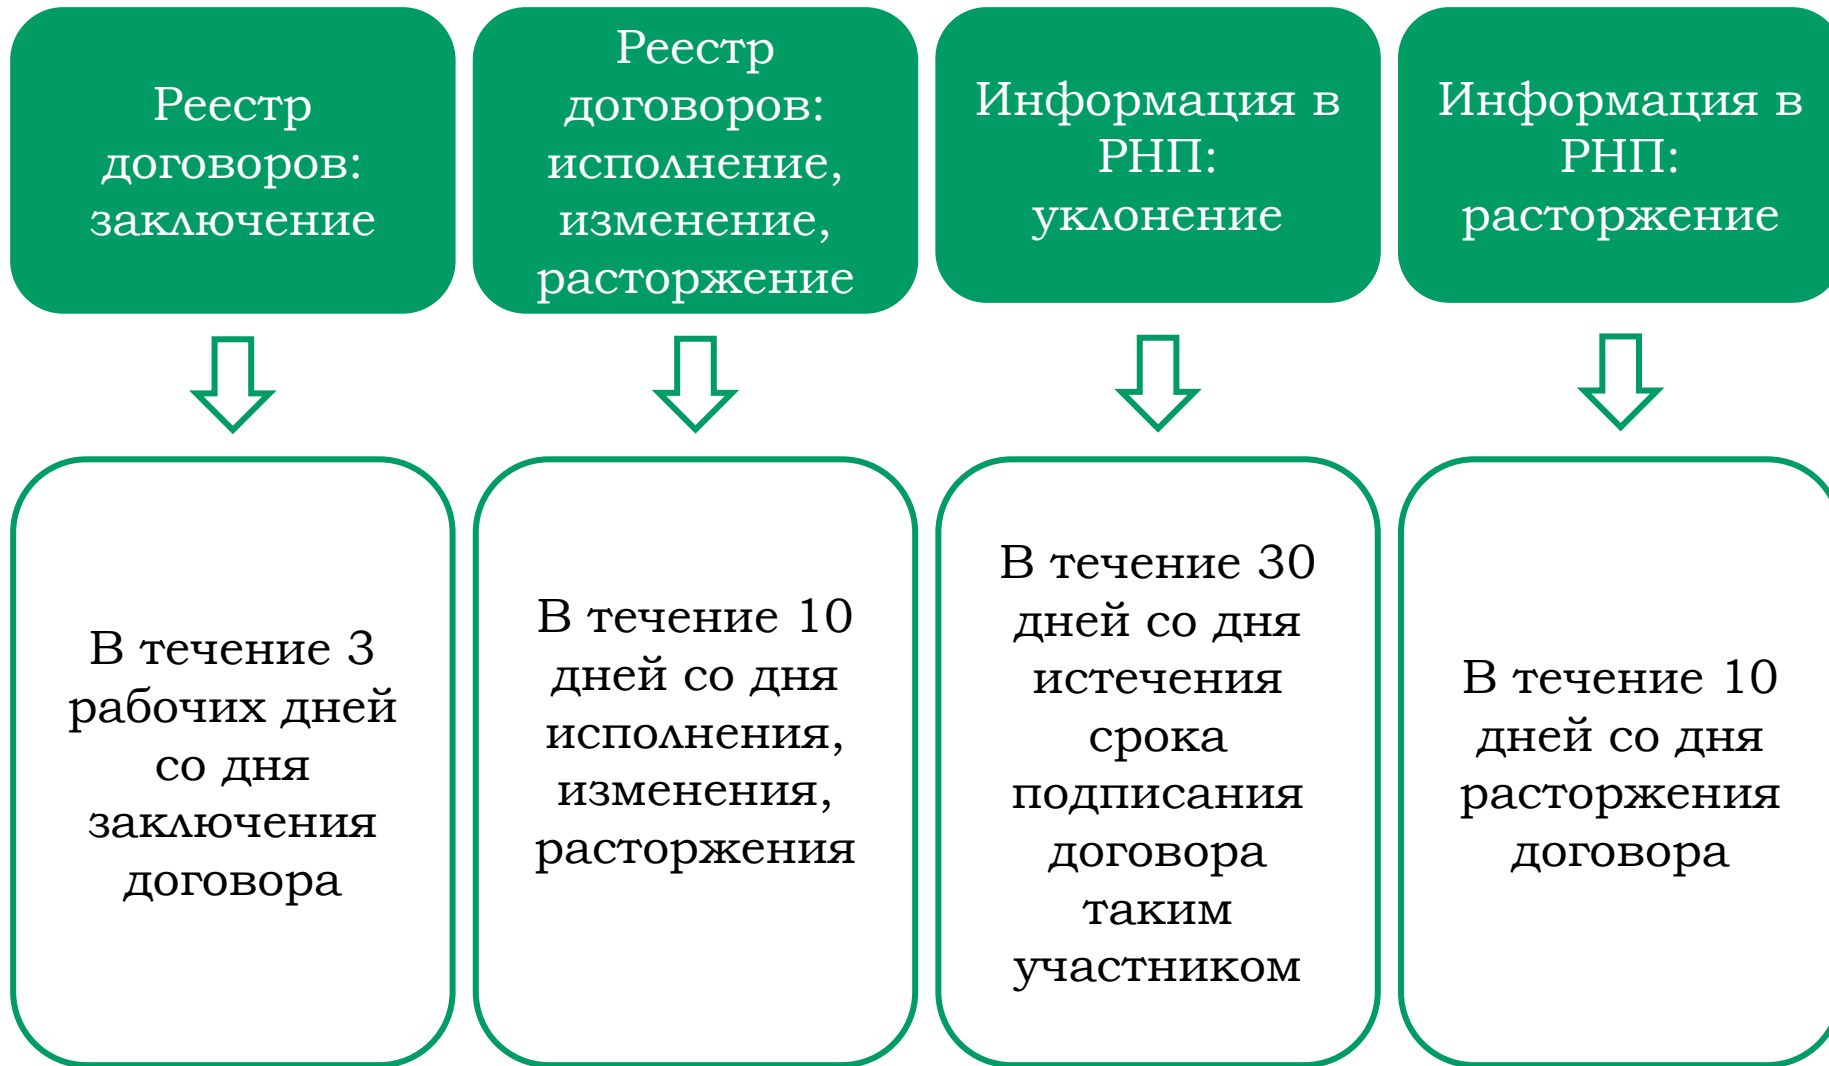 Реестр
договоров:
заключение
Реестр
договоров:
исполнение,
изменение,
расторжение
Информация в
РНП:
уклонение
Информация в
РНП:
расторжение
В течение 3
рабочих дней
со дня
заключения
договора
В течение 10
дней со дня
исполнения,
изменения,
расторжения
В течение 30
дней со дня
истечения
срока
подписания
договора
таким
участником
В течение 10
дней со дня
расторжения
договора